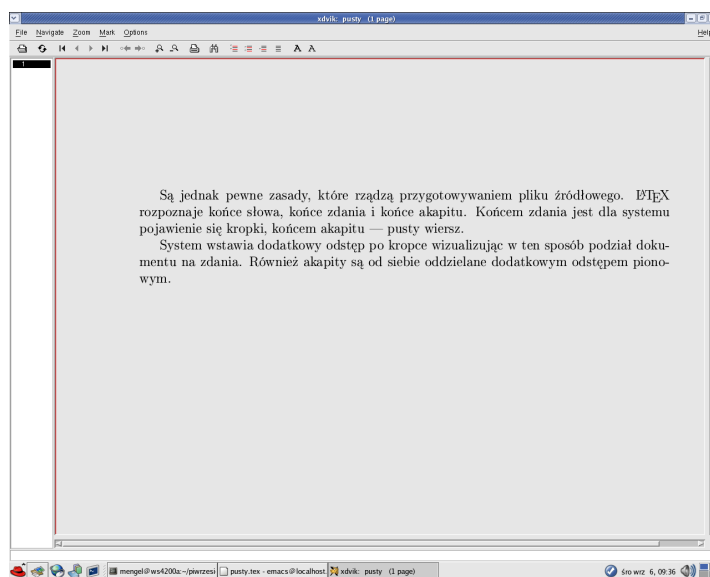 xdvik: pusty (1 page)
File Navigate Zoom Mark Options Help
1
Są jednak pewne zasady, które rządzą przygotowywaniem pliku źródłowego. LATEX
rozpoznaje końce słowa, końce zdania i końce akapitu. Końcem zdania jest dla systemu
pojawienie się kropki, końcem akapitu — pusty wiersz.
System wstawia dodatkowy odstęp po kropce wizualizując w ten sposób podział doku-
mentu na zdania. Również akapity są od siebie oddzielane dodatkowym odstępem piono-
wym.
mengel@ws4200a:~/piwrzesi pusty.tex - emacs@localhost. xdvik: pusty (1 page) śro wrz 6, 09:36